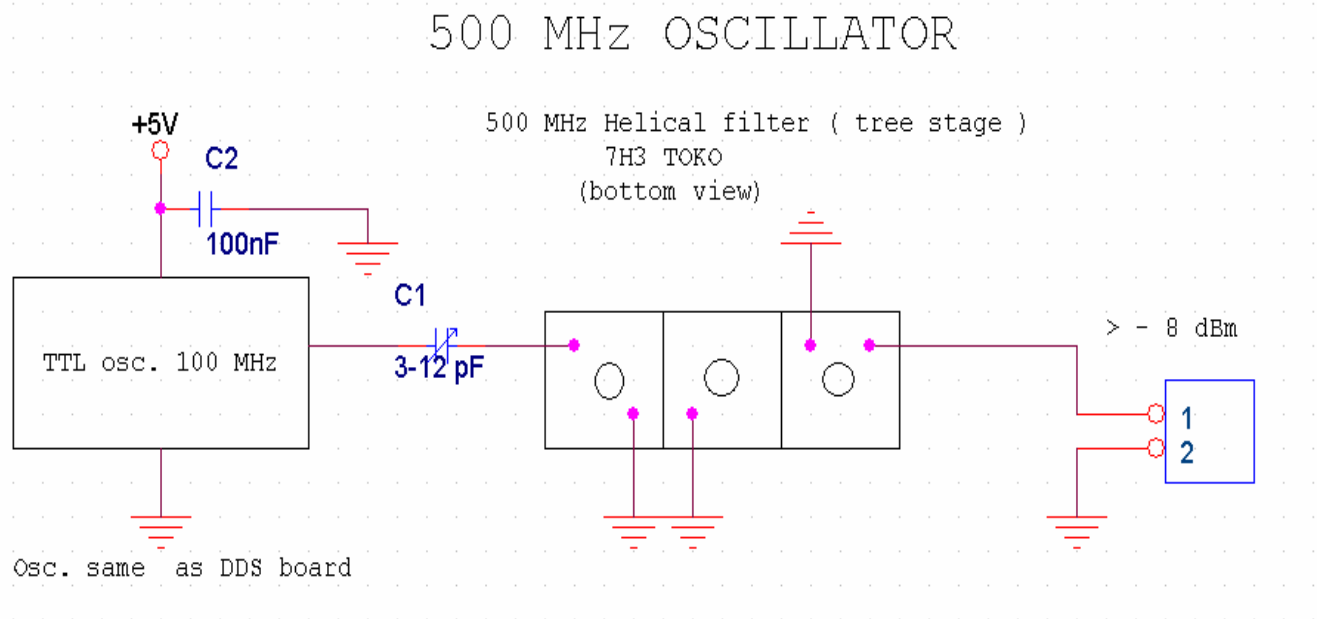 500 MHz OSCILLATOR
500 MHz Helical filter ( tree stage )
7H3 TOKO
(bottom view)
+5V
C2
100nF
C1
3-12 pF
TTL osc. 100 MHz
> - 8 dBm
1
2
Osc. same as DDS board